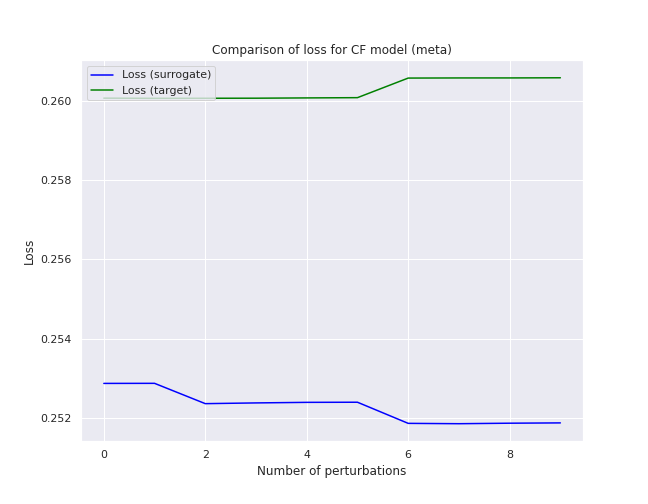 Comparison of loss for CF model (meta)
Loss (surrogate)
Loss (target)
0.260
0.258
0.256
0.254
0.252
Loss
0 2 4 6 8
Number of perturbations